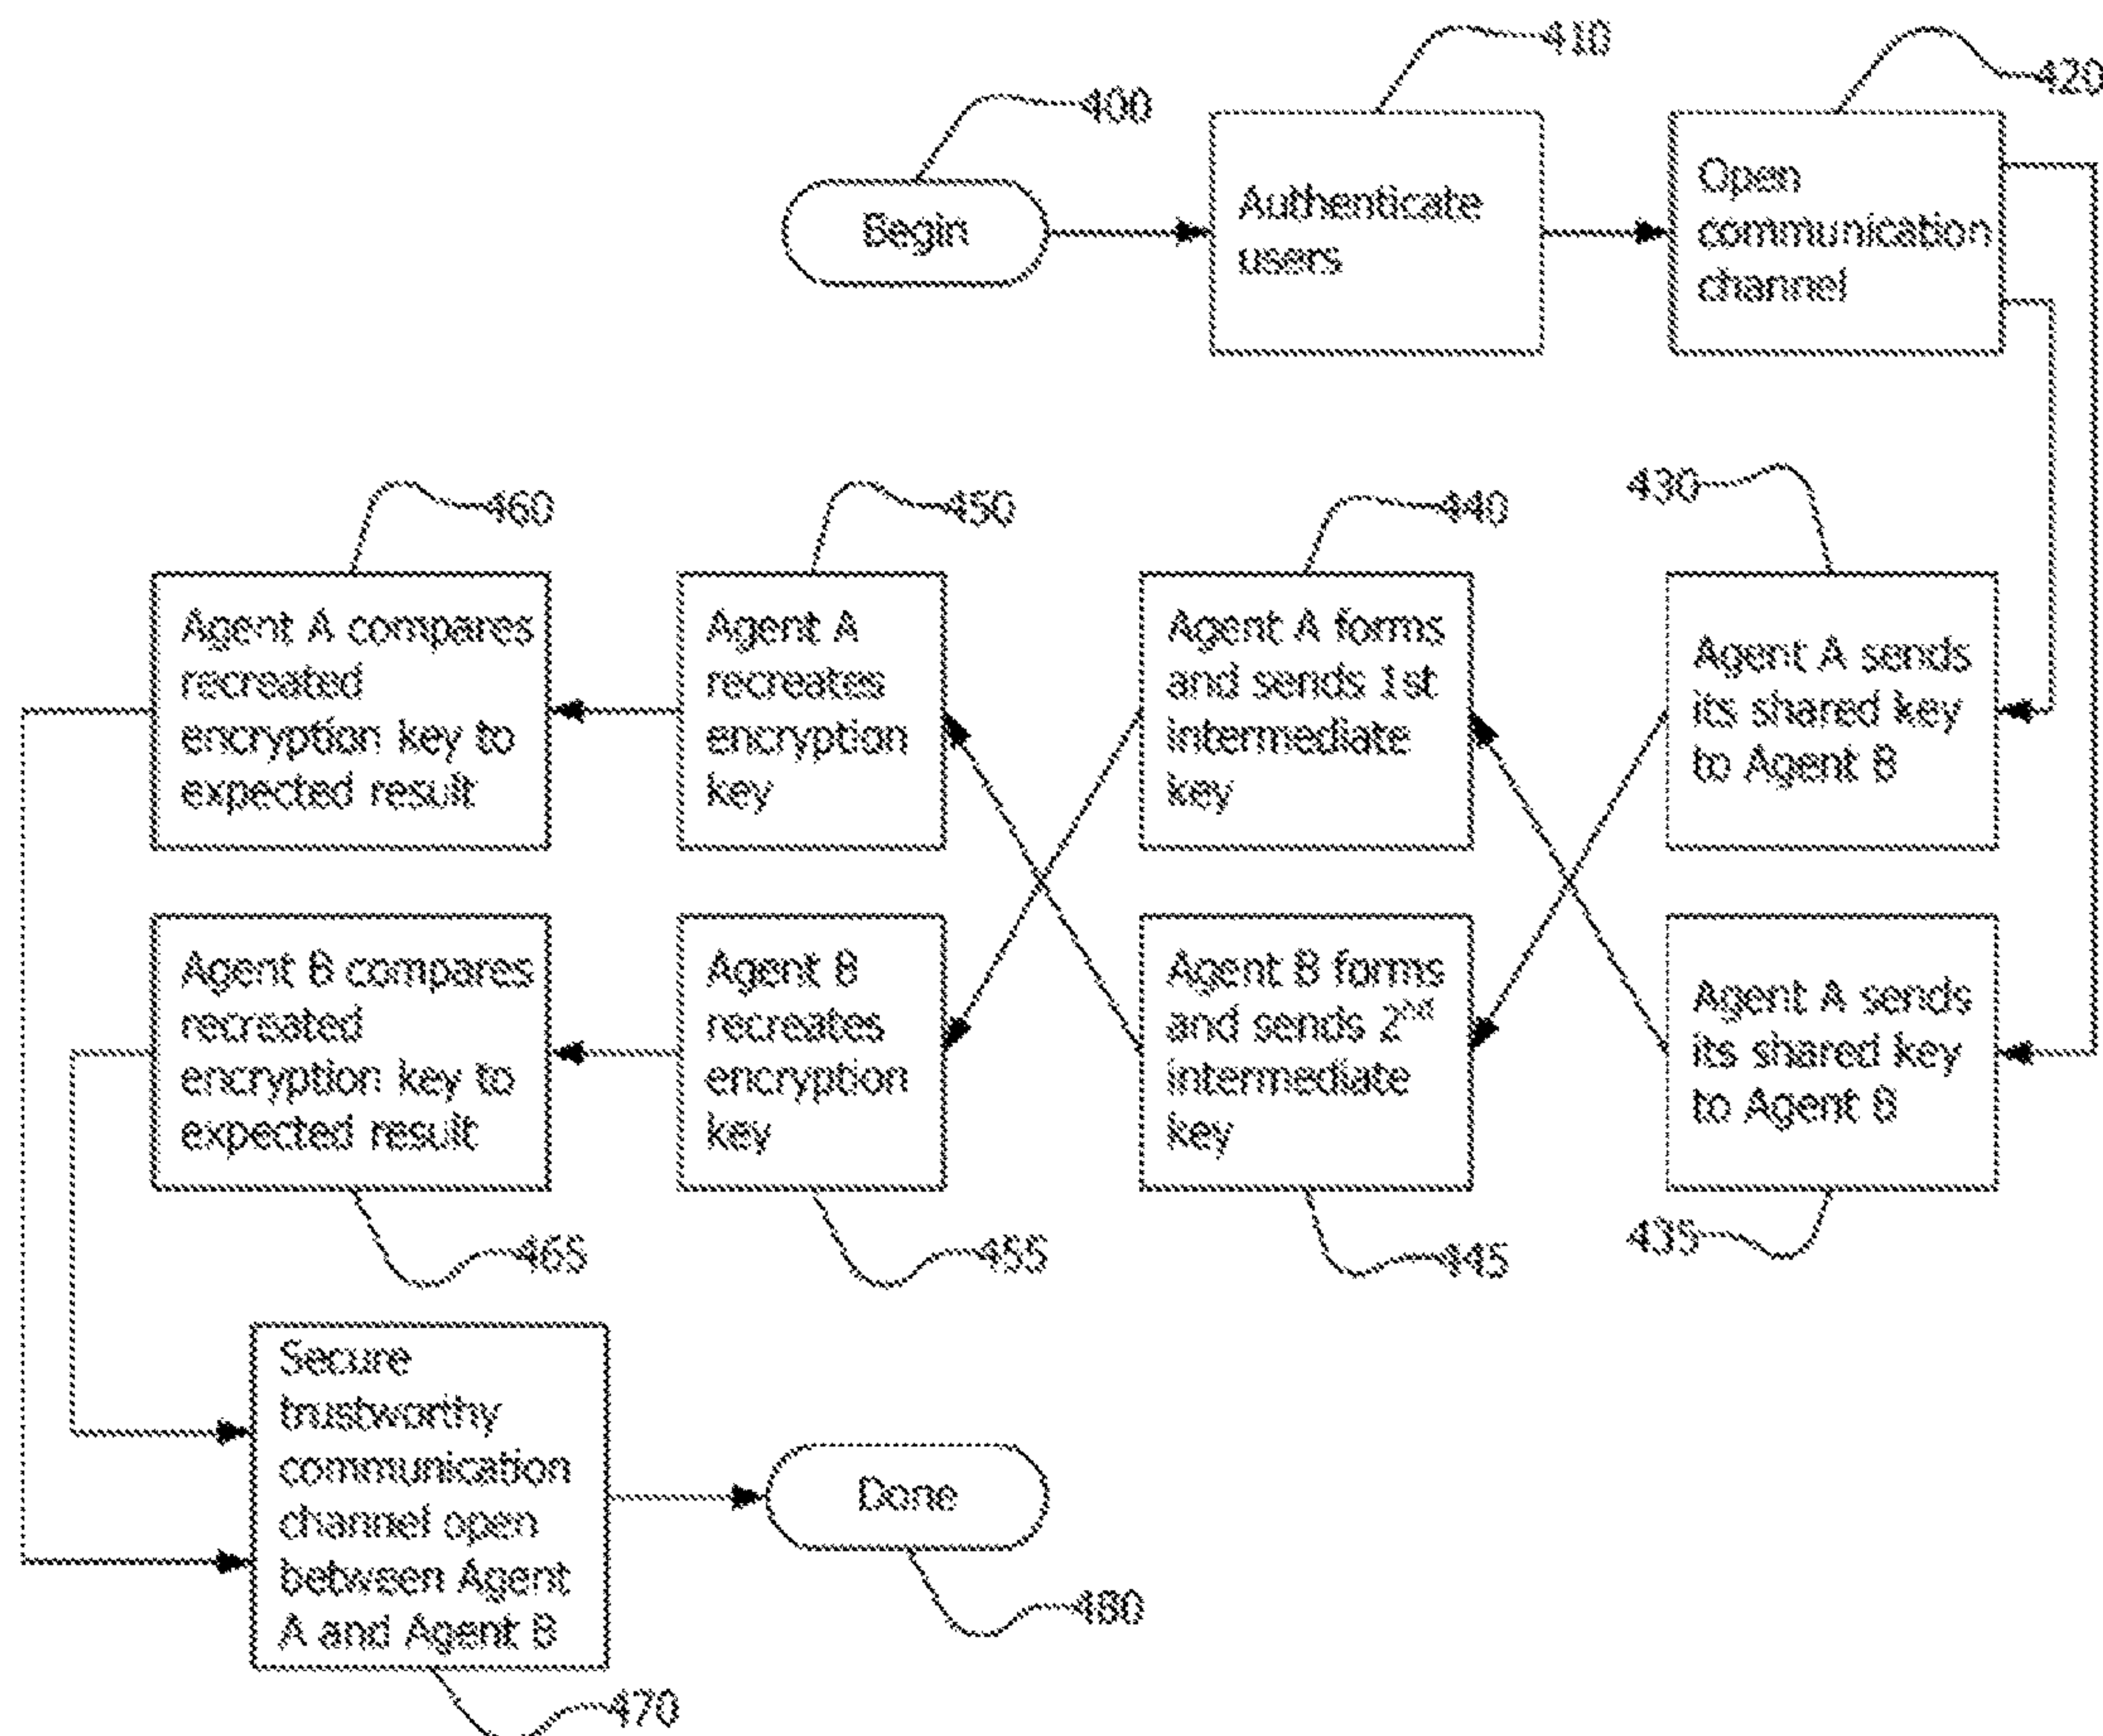 410
420
400
Begin
Authenticate
users
Open
communication
channel
460
450
440
430
Agent A compares
recreated
encryption key to
expected result
Agent A
recreates
encryption
key
Agent A forms
and sends 1st
intermediate
key
Agent A sends
its shared key
to Agent B
Agent B compares
recreated
encryption key to
expected result
Agent B
recreates
encryption
key
Agent B forms
and sends 2nd
intermediate
key
Agent A sends
its shared key
to Agent B
465
455
445
435
Secure
trustworthy
communication
channel open
between Agent
A and Agent B
Done
480
470